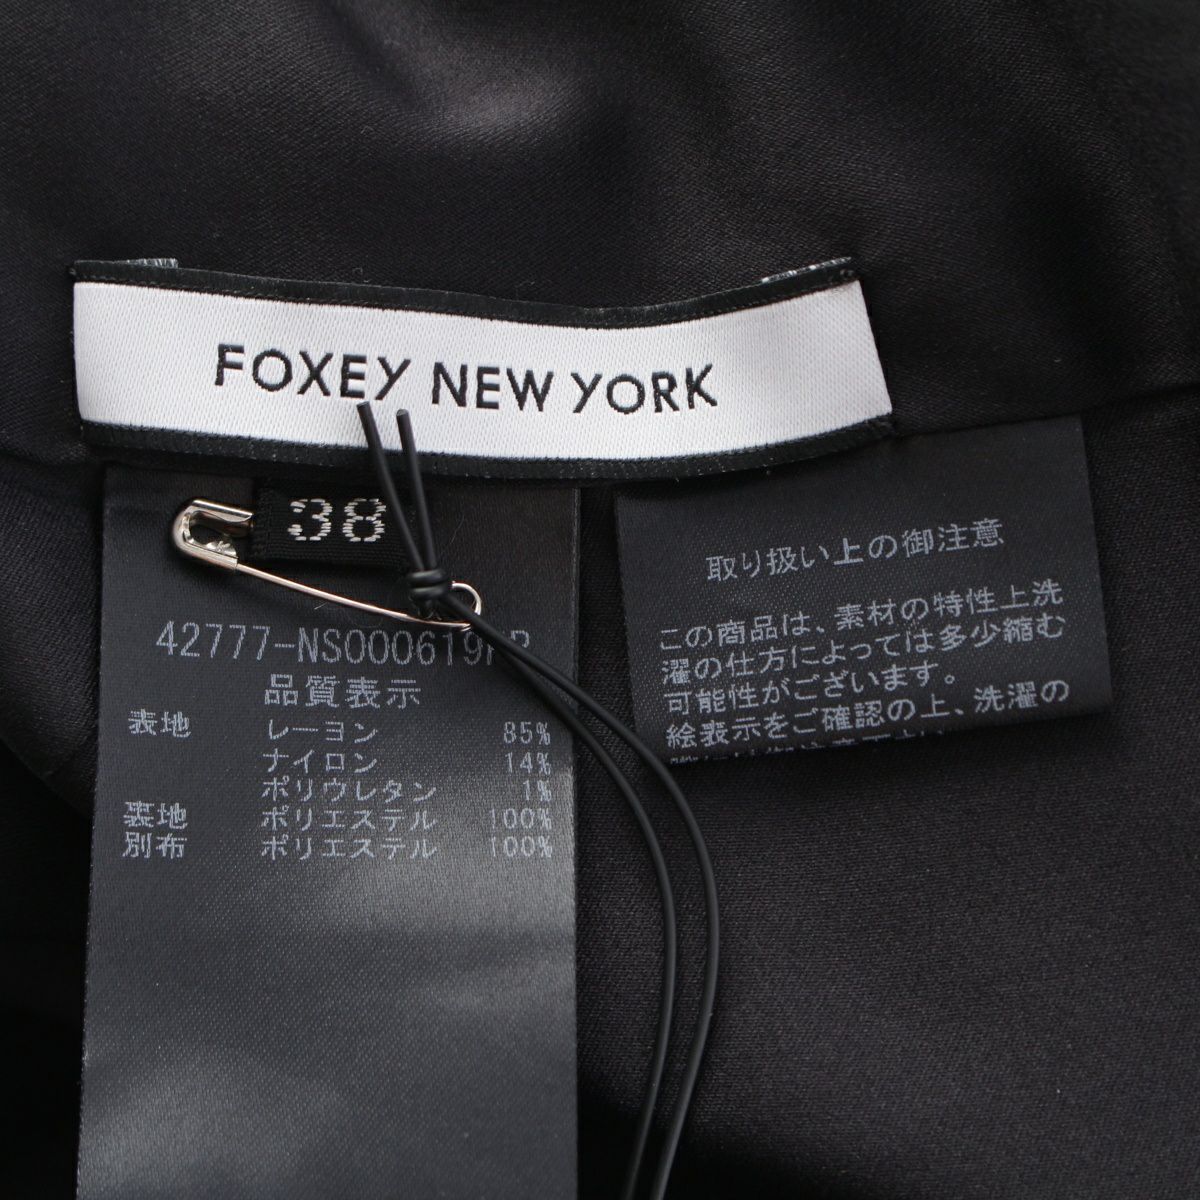 FOXEY NEW YORK
38
品質表示
表地 レーヨン 85%
ナイロン 14%
ポリウレタン 1%
裏地 ポリエステル 100%
別布 ポリエステル 100%
取り扱い上の御注意
この商品は、素材の特性上洗
濯の仕方によっては多少縮む
可能性がございます。
絵表示をご確認の上、洗濯の